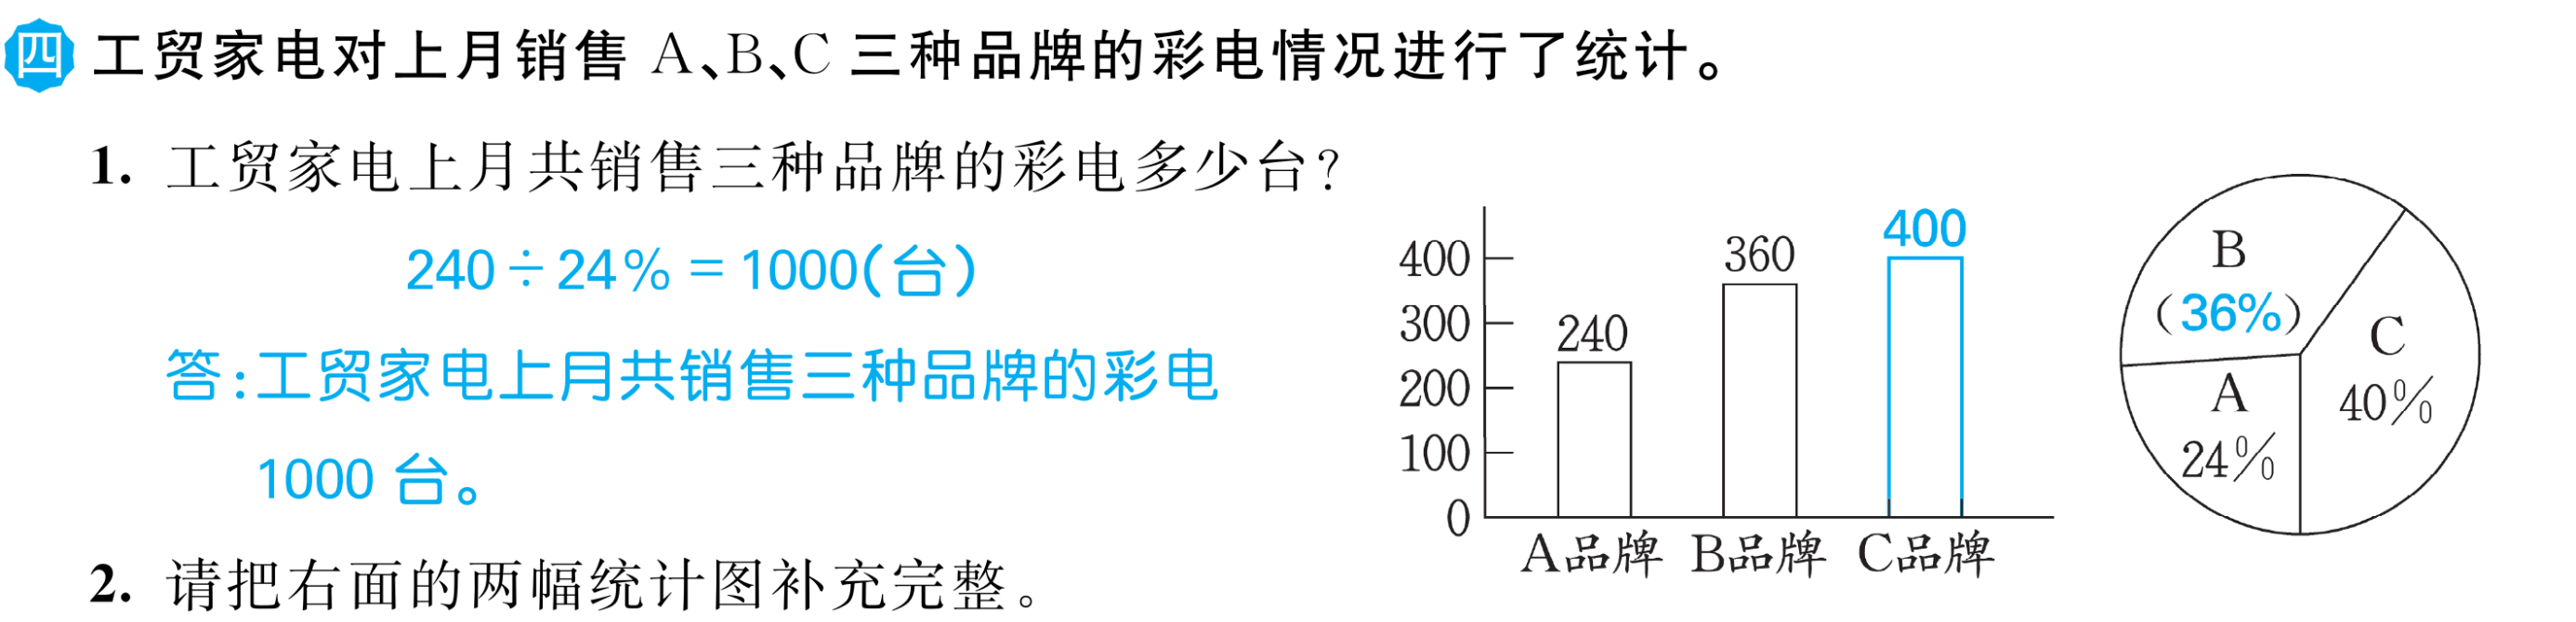 四 工贸家电对上月销售 A、B、C 三种品牌的彩电情况进行了统计。
1. 工贸家电上月共销售三种品牌的彩电多少台?
240÷24%=1000(台)
答:工贸家电上月共销售三种品牌的彩电
1000 台。
2. 请把右面的两幅统计图补充完整。
400
300
200
100
0
240
360
400
A品牌 B品牌 C品牌
B
(36%)
C
40%
A
24%